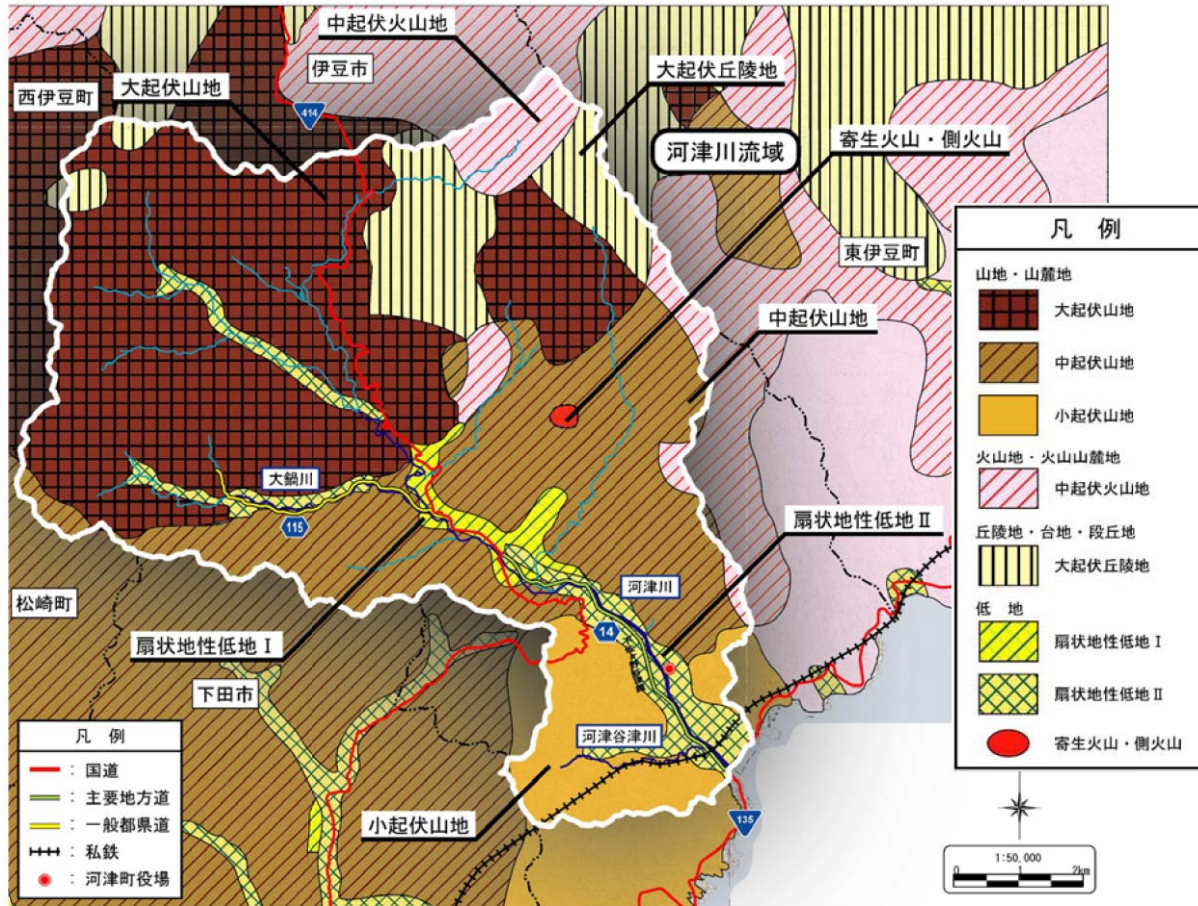 中起伏火山地
伊豆市
大起伏丘陵地
西伊豆町
大起伏山地
414
河津川流域
寄生火山・側火山
東伊豆町
中起伏山地
大鍋川
115
扇状地性低地Ⅱ
河津川
松崎町
扇状地性低地Ⅰ
14
下田市
河津谷津川
小起伏山地
135
凡 例
山地・山麓地
大起伏山地
中起伏山地
小起伏山地
火山地・火山山麓地
中起伏火山地
丘陵地・台地・段丘地
大起伏丘陵地
低 地
扇状地性低地Ⅰ
扇状地性低地Ⅱ
寄生火山・側火山
凡 例
: 国道
: 主要地方道
: 一般都県道
: 私鉄
: 河津町役場
1:50,000
0 1 2km